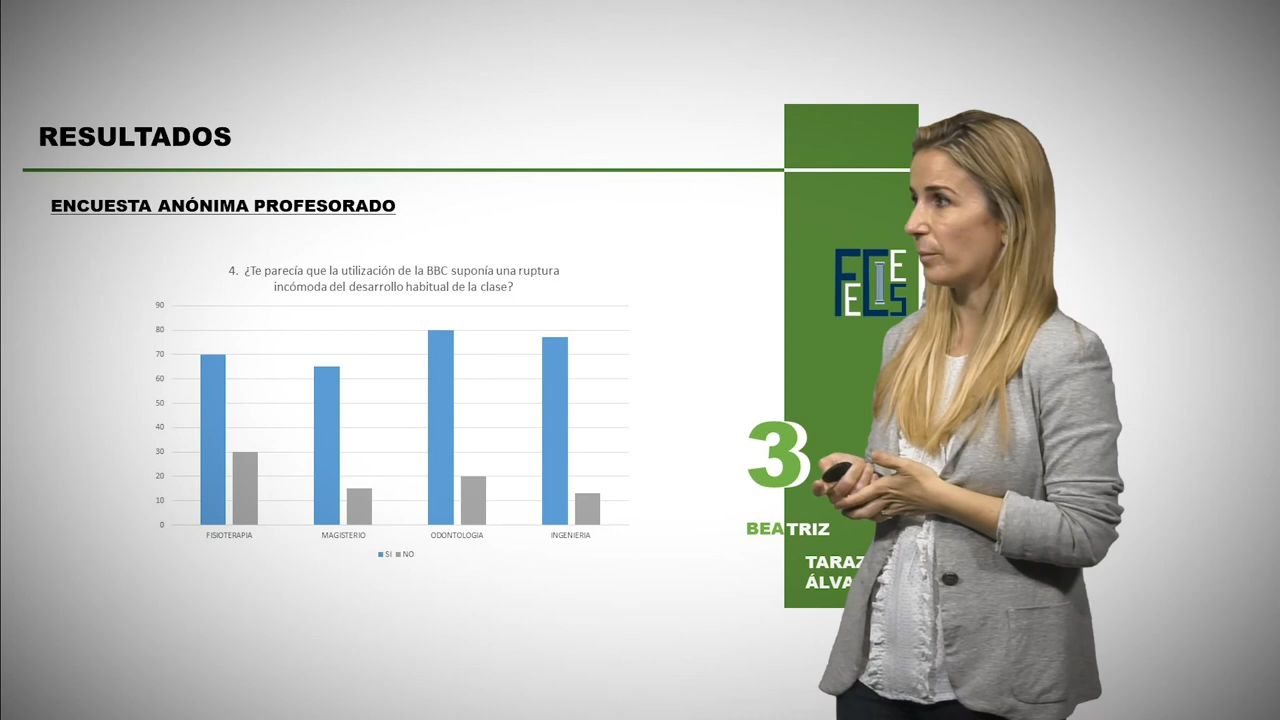 RESULTADOS
ENCUESTA ANÓNIMA PROFESORADO
4. ¿Te parecía que la utilización de la BBC suponía una ruptura
incómoda del desarrollo habitual de la clase?
90
80
70
60
50
40
30
20
10
0
FISIOTERAPIA MAGISTERIO ODONTOLOGIA INGENIERIA
SI NO
FECIES
3
BEATRIZ